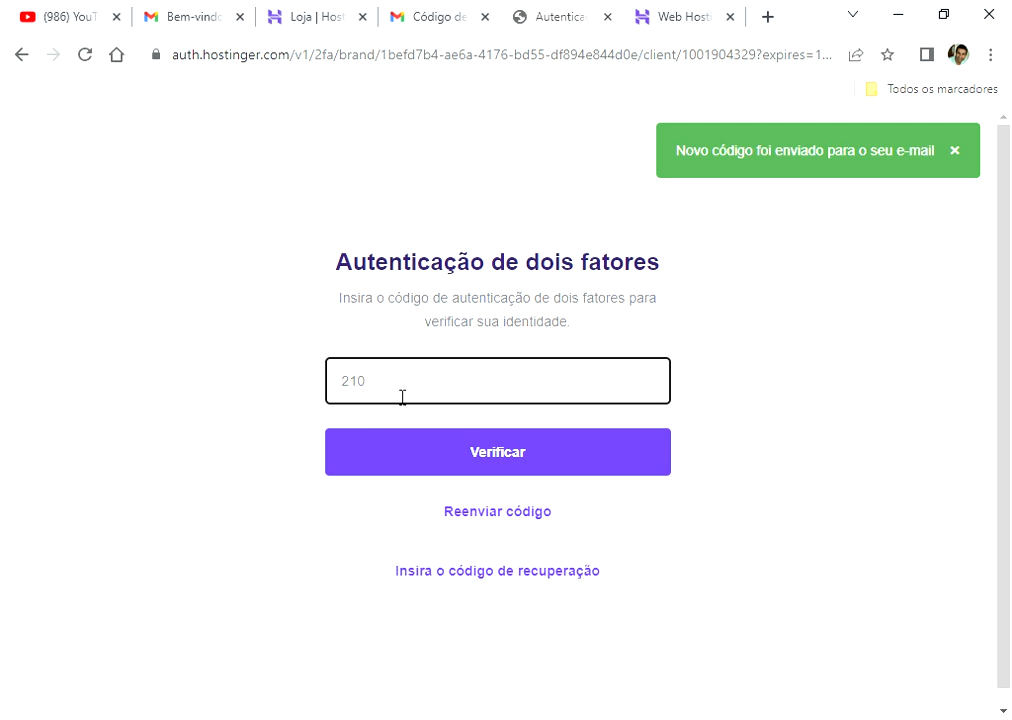 (986) YouT
Bem-vindo
Loja | Host
Código de
Autentica
Web Hosti
auth.hostinger.com/v1/2fa/brand/1befd7b4-ae6a-4176-bd55-df894e844d0e/client/1001904329?expires=1...
Todos os marcadores
Novo código foi enviado para o seu e-mail
Autenticação de dois fatores
Insira o código de autenticação de dois fatores para
verificar sua identidade.
210
Verificar
Reenviar código
Insira o código de recuperação